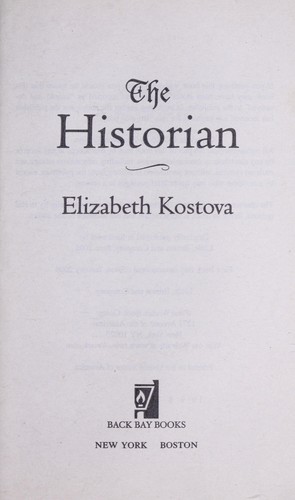 The
Historian
Elizabeth Kostova
BACK BAY BOOKS
NEW YORK BOSTON